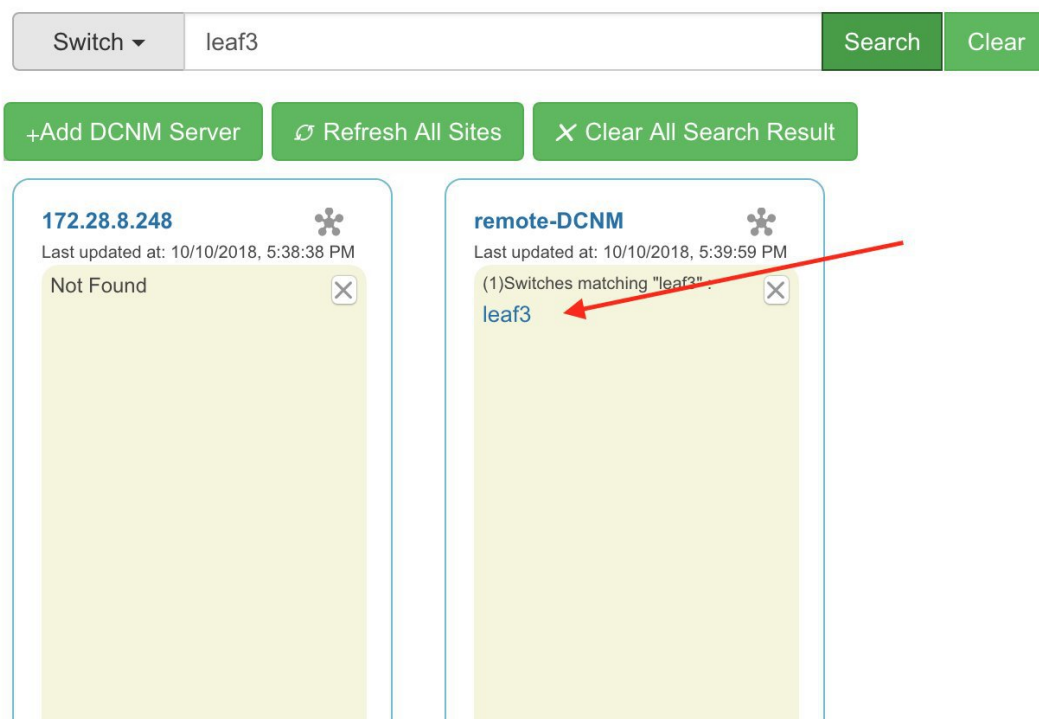 Switch leaf3 Search Clear
+Add DCNM Server Refresh All Sites Clear All Search Result
172.28.8.248
Last updated at: 10/10/2018, 5:38:38 PM
Not Found
remote-DCNM
Last updated at: 10/10/2018, 5:39:59 PM
(1)Switches matching "leaf3" :
leaf3